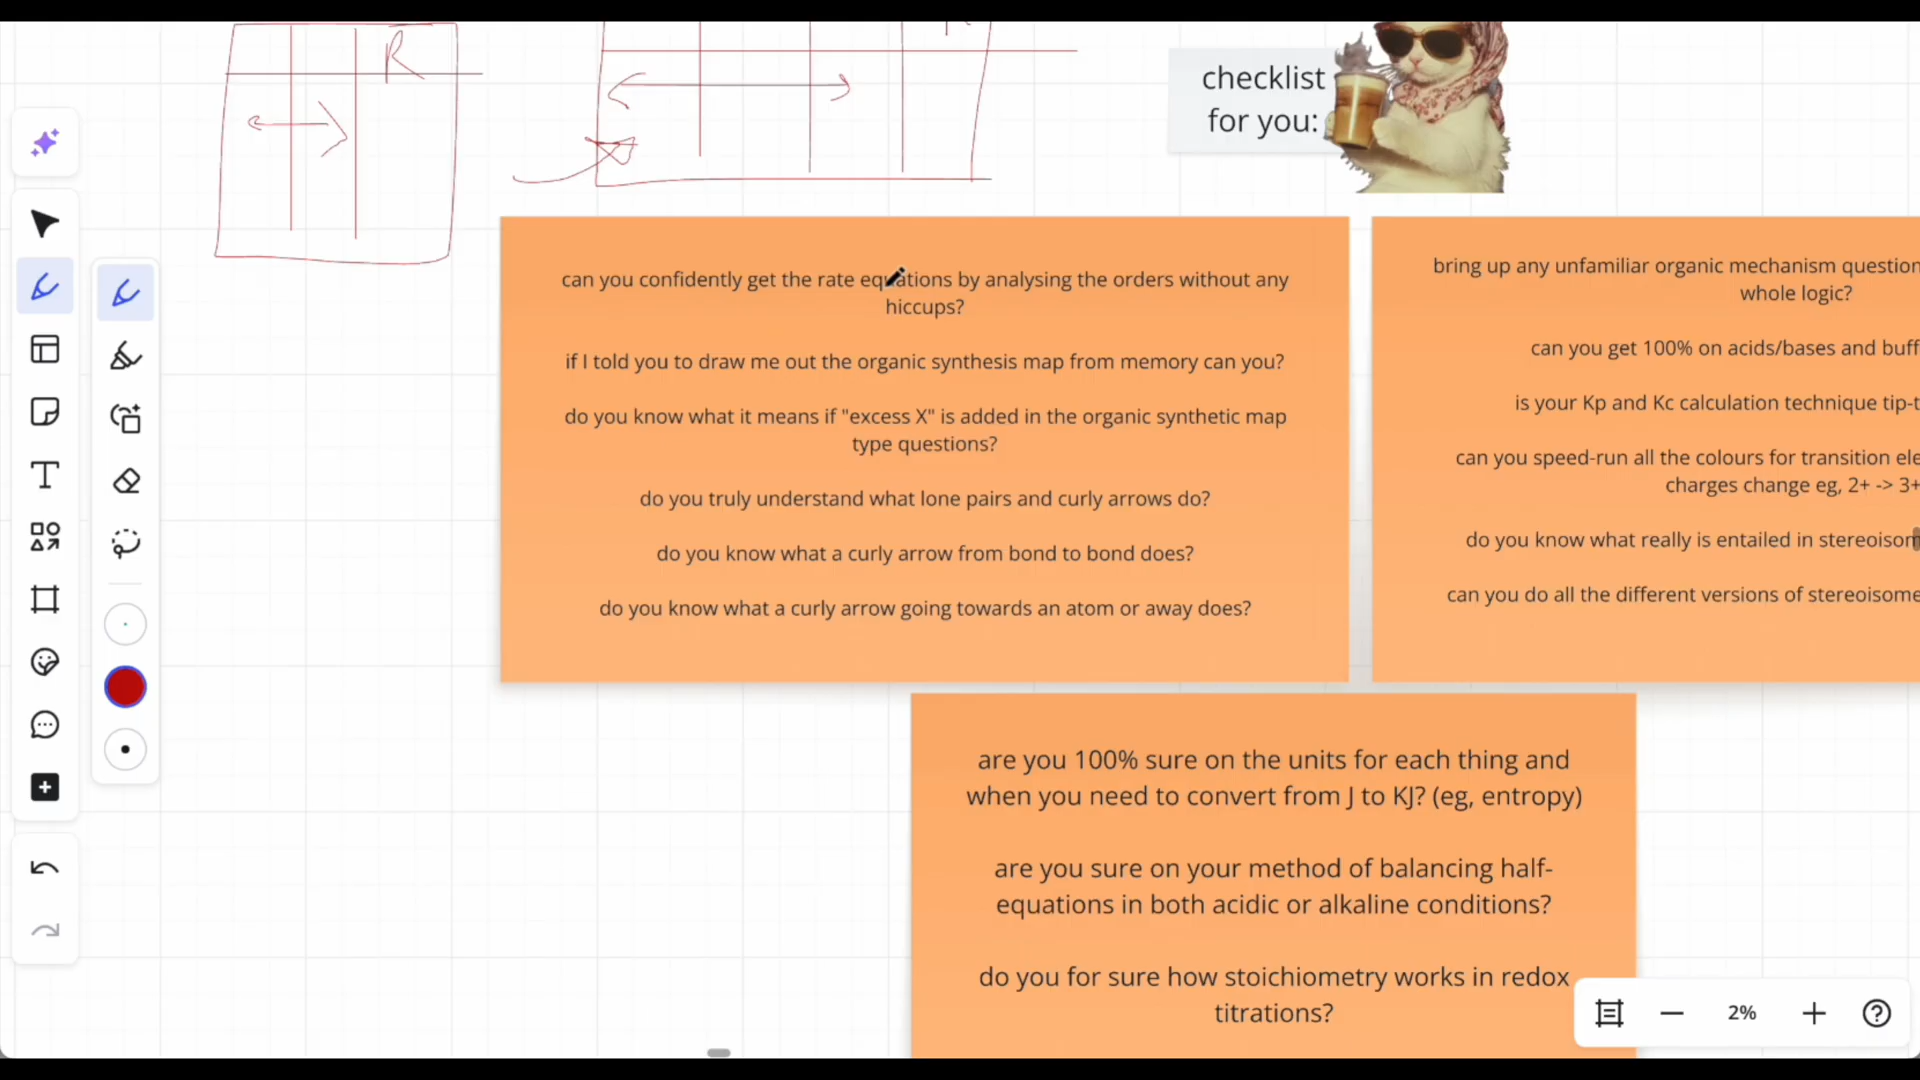 R
checklist
for you:
can you confidently get the rate equations by analysing the orders without any
hiccups?
if I told you to draw me out the organic synthesis map from memory can you?
do you know what it means if "excess X" is added in the organic synthetic map
type questions?
do you truly understand what lone pairs and curly arrows do?
do you know what a curly arrow from bond to bond does?
do you know what a curly arrow going towards an atom or away does?
bring up any unfamiliar organic mechanism question
whole logic?
can you get 100% on acids/bases and buff
is your Kp and Kc calculation technique tip-t
can you speed-run all the colours for transition ele
charges change eg, 2+ -> 3+
do you know what really is entailed in stereoisom
can you do all the different versions of stereoisome
are you 100% sure on the units for each thing and
when you need to convert from J to KJ? (eg, entropy)
are you sure on your method of balancing half-
equations in both acidic or alkaline conditions?
do you for sure how stoichiometry works in redox
titrations?
2%